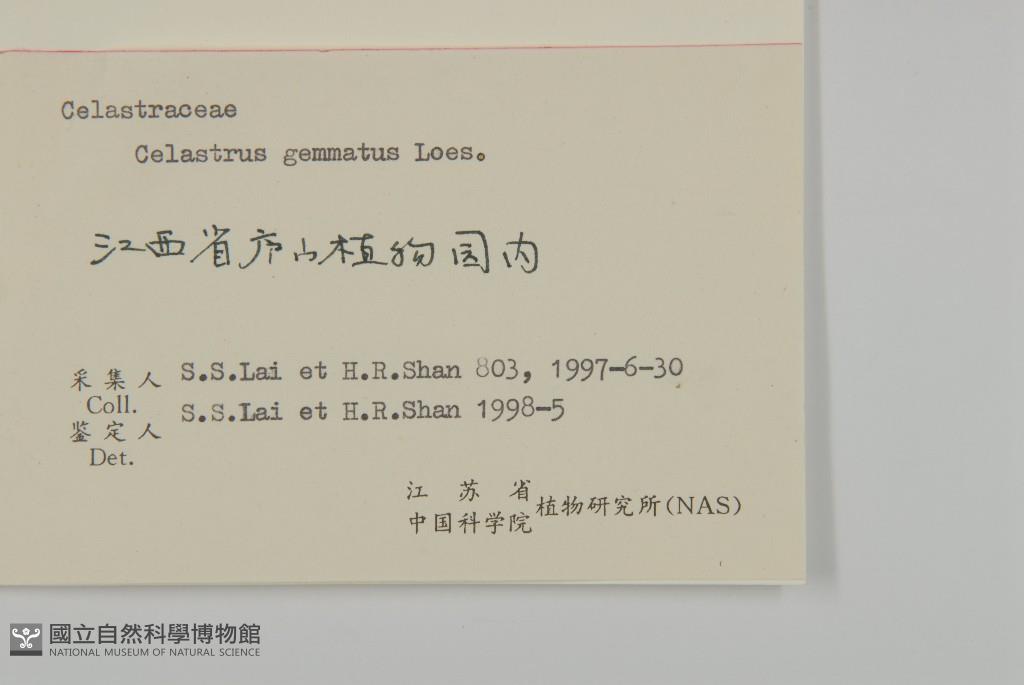 Celastraceae
Celastrus gemmatus Loes.
江西省庐山植物园内
采集人 S.S.Lai et H.R.Shan 803, 1997-6-30
Coll.
鉴定人 S.S.Lai et H.R.Shan 1998-5
Det.
江苏省
中国科学院植物研究所(NAS)
國立自然科學博物館
NATIONAL MUSEUM OF NATURAL SCIENCE